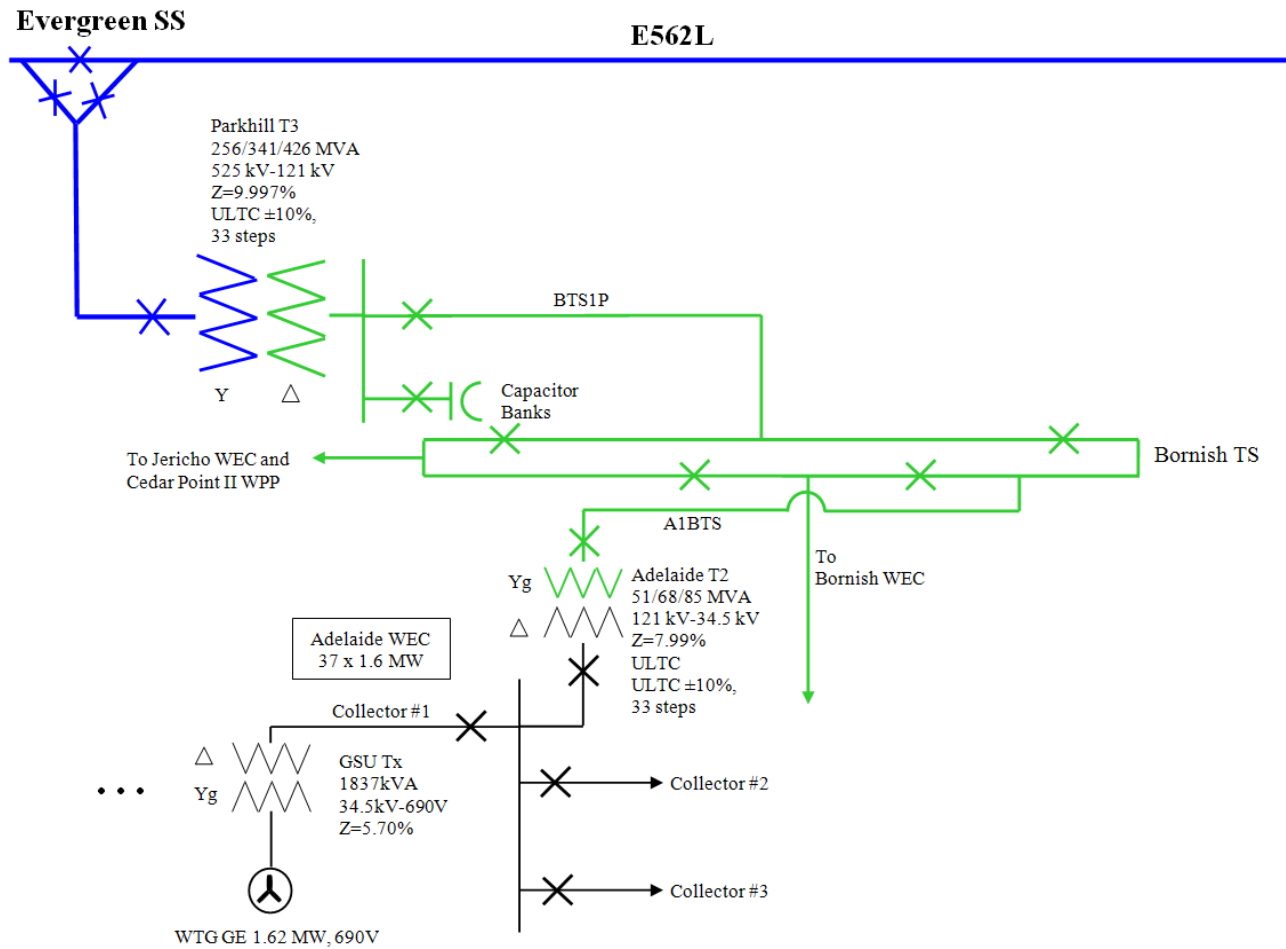 Evergreen SS
E562L
Parkhill T3
256/341/426 MVA
525 kV-121 kV
Z=9.997%
ULTC ±10%,
33 steps
Y
△
BTS1P
Capacitor
Banks
To Jericho WEC and
Cedar Point II WPP
Bornish TS
A1BTS
To
Bornish WEC
Yg
△
Adelaide T2
51/68/85 MVA
121 kV-34.5 kV
Z=7.99%
ULTC
ULTC ±10%,
33 steps
Adelaide WEC
37 x 1.6 MW
Collector #1
△
Yg
GSU Tx
1837kVA
34.5kV-690V
Z=5.70%
Collector #2
Collector #3
WTG GE 1.62 MW, 690V